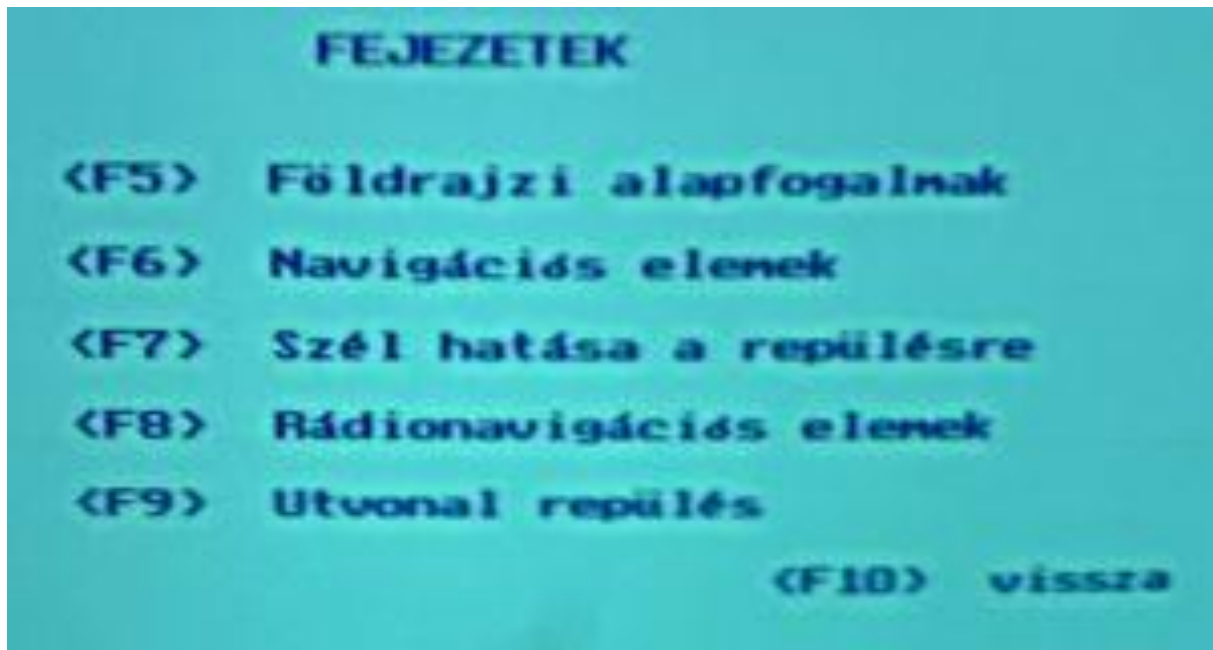 FEJEZETEK
<F5> Földrajzi alapfogalmak
<F6> Navigációs elemek
<F7> Szél hatása a repülésre
<F8> Rádionavigációs elemek
<F9> Utvonal repülés
<F10> vissza